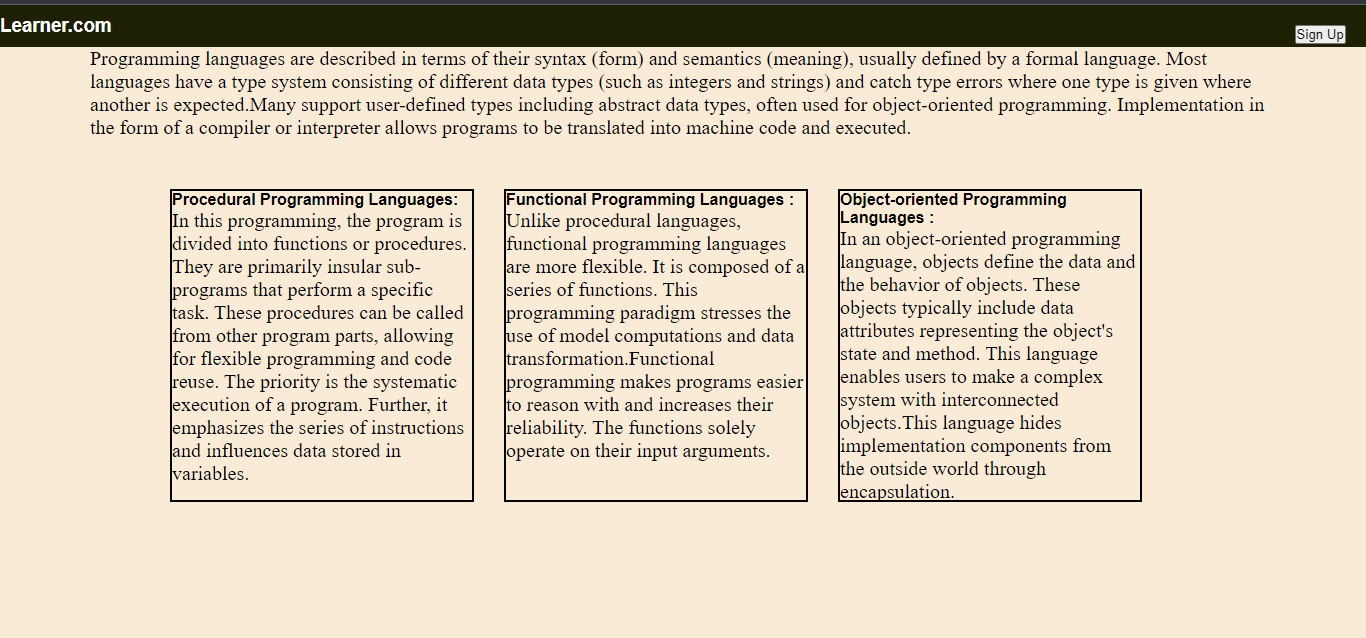 Learner.com
Sign Up
Programming languages are described in terms of their syntax (form) and semantics (meaning), usually defined by a formal language. Most
languages have a type system consisting of different data types (such as integers and strings) and catch type errors where one type is given where
another is expected.Many support user-defined types including abstract data types, often used for object-oriented programming. Implementation in
the form of a compiler or interpreter allows programs to be translated into machine code and executed.
Procedural Programming Languages:
In this programming, the program is
divided into functions or procedures.
They are primarily insular sub-
programs that perform a specific
task. These procedures can be called
from other program parts, allowing
for flexible programming and code
reuse. The priority is the systematic
execution of a program. Further, it
emphasizes the series of instructions
and influences data stored in
variables.
Functional Programming Languages :
Unlike procedural languages,
functional programming languages
are more flexible. It is composed of a
series of functions. This
programming paradigm stresses the
use of model computations and data
transformation.Functional
programming makes programs easier
to reason with and increases their
reliability. The functions solely
operate on their input arguments.
Object-oriented Programming
Languages :
In an object-oriented programming
language, objects define the data and
the behavior of objects. These
objects typically include data
attributes representing the object's
state and method. This language
enables users to make a complex
system with interconnected
objects.This language hides
implementation components from
the outside world through
encapsulation.